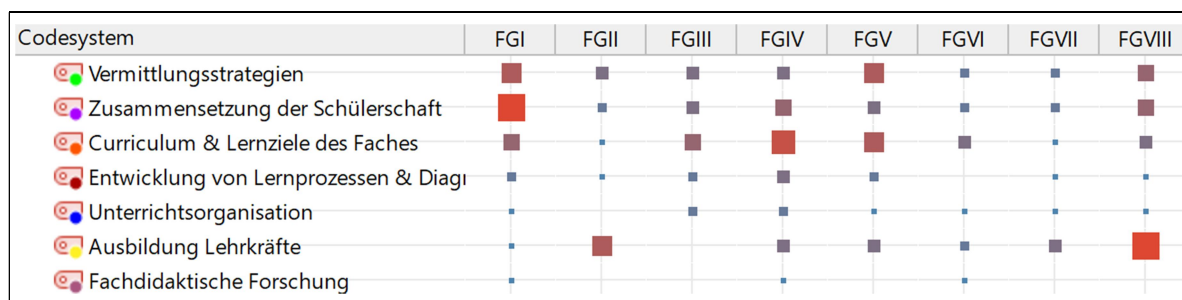 Codesystem FGI FGII FGIII FGIV FGV FGVI FGVII FGVIII
Vermittlungsstrategien
Zusammensetzung der Schülerschaft
Curriculum & Lernziele des Faches
Entwicklung von Lernprozessen & Diagı
Unterrichtsorganisation
Ausbildung Lehrkräfte
Fachdidaktische Forschung